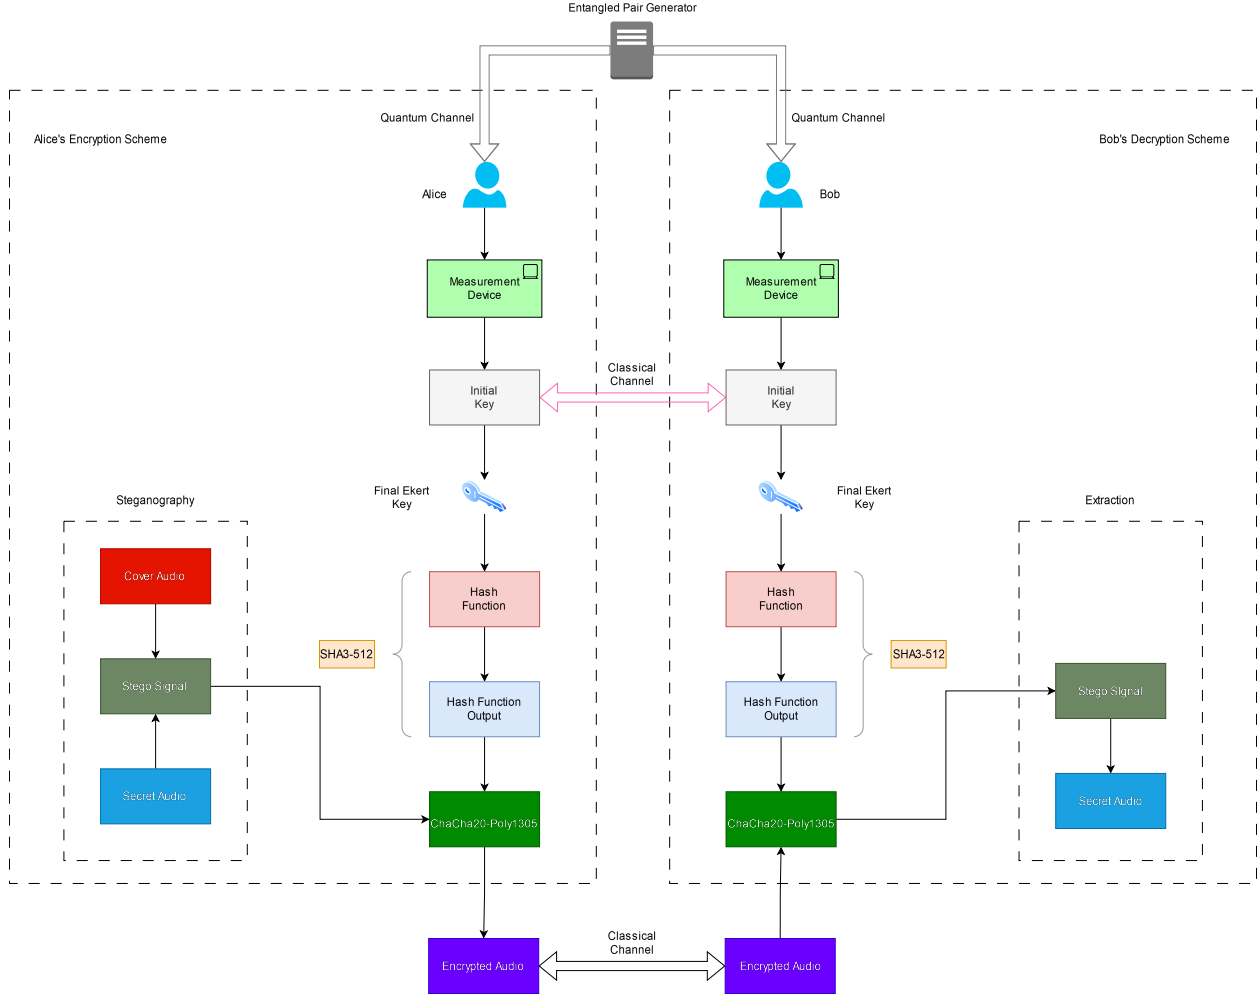 Entangled Pair Generator
Quantum Channel
Quantum Channel
Alice's Encryption Scheme
Bob's Decryption Scheme
Alice
Bob
Measurement
Device
Measurement
Device
Classical
Channel
Initial
Key
Initial
Key
Final Ekert
Key
Final Ekert
Key
Steganography
Extraction
Cover Audio
Hash
Function
Hash
Function
SHA3-512
SHA3-512
Stego Signal
Stego SIgnal
Hash Function
Output
Hash Function
Output
Secret Audio
Secret Audio
ChaCha20-Poly1305
ChaCha20-Poly1305
Classical
Channel
Encrypted Audio
Encrypted Audio